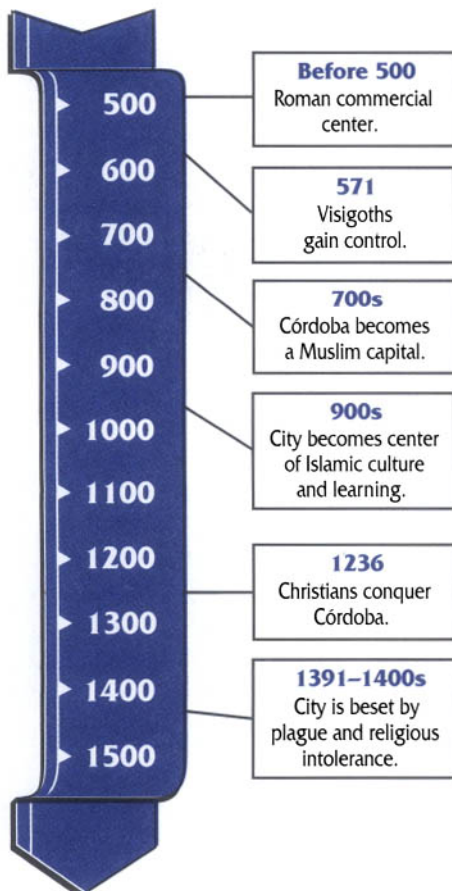 500
600
700
800
900
1000
1100
1200
1300
1400
1500
Before 500
Roman commercial
center.
571
Visigoths
gain control.
700s
Córdoba becomes
a Muslim capital.
900s
City becomes center
of Islamic culture
and learning.
1236
Christians conquer
Córdoba.
1391–1400s
City is beset by
plague and religious
intolerance.